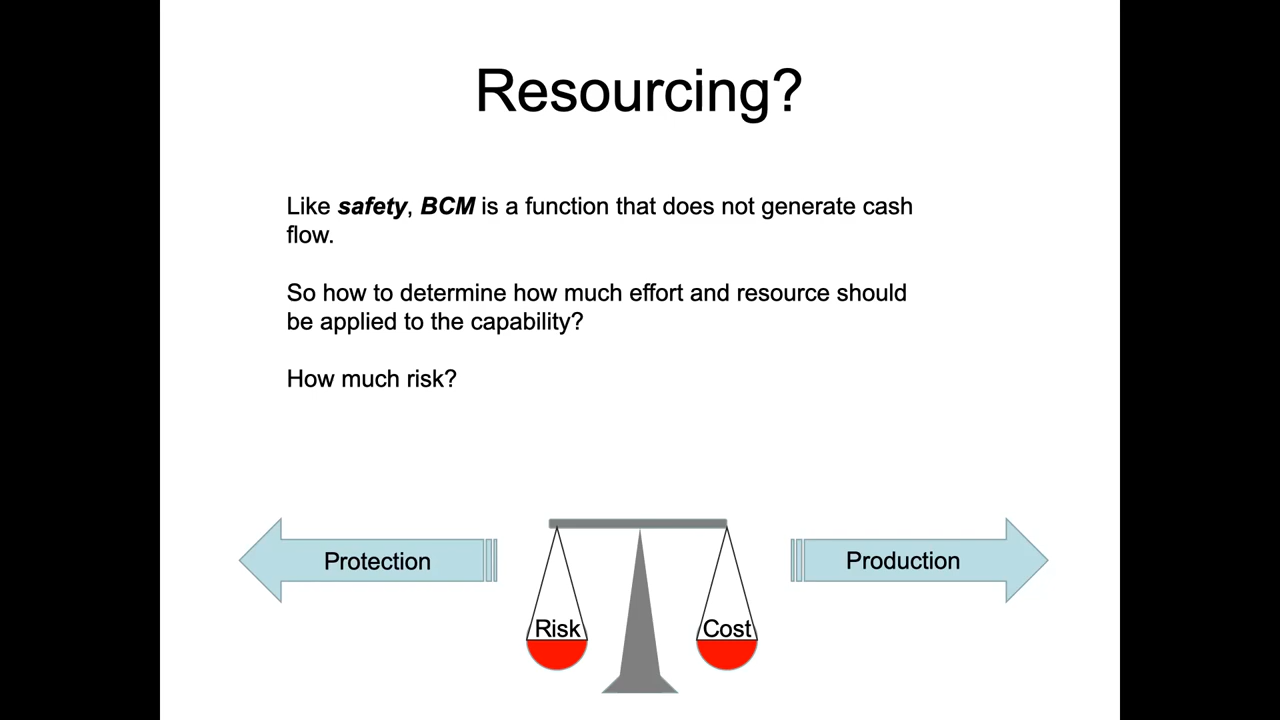 Resourcing?
Like safety, BCM is a function that does not generate cash
flow.
So how to determine how much effort and resource should
be applied to the capability?
How much risk?
Protection
Production
Risk
Cost